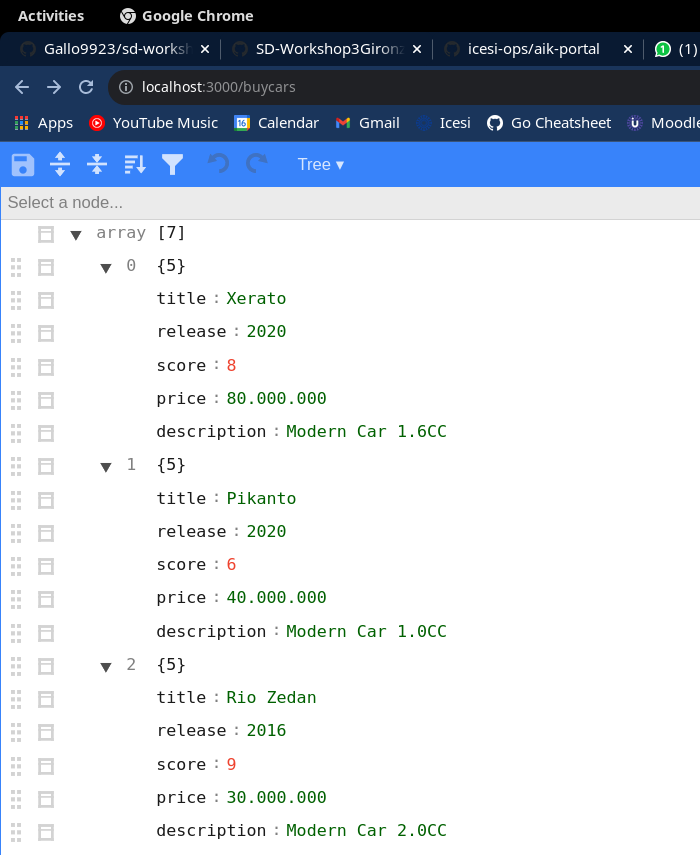 Activities Google Chrome
Gallo9923/sd-worksh SD-Workshop3Gironz icesi-ops/aik-portal 1 (1)
localhost:3000/buycars
Apps YouTube Music 16 Calendar Gmail Icesi Go Cheatsheet Moodle
Tree ▾
Select a node...
array [7]
0 {5}
title : Xerato
release : 2020
score : 8
price : 80.000.000
description : Modern Car 1.6CC
1 {5}
title : Pikanto
release : 2020
score : 6
price : 40.000.000
description : Modern Car 1.0CC
2 {5}
title : Rio Zedan
release : 2016
score : 9
price : 30.000.000
description : Modern Car 2.0CC